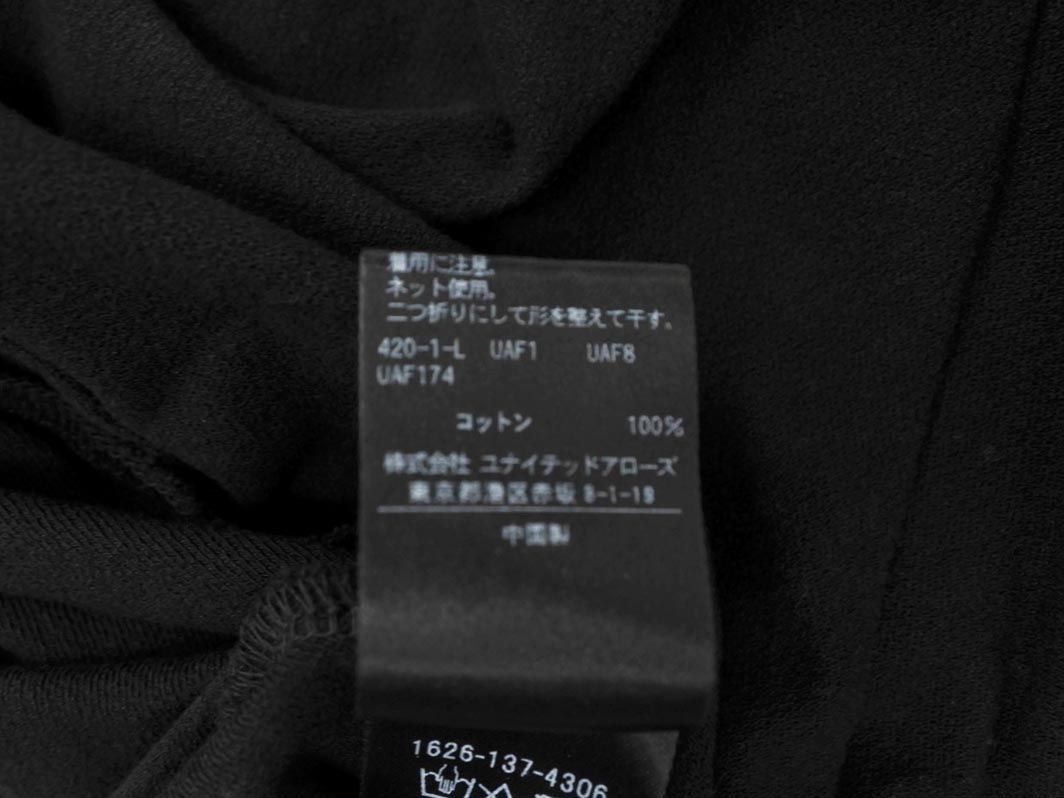 着用に注意。
ネット使用。
二つ折りにして形を整えて干す。
420-1-L UAF1 UAF8
UAF174
コットン 100%
株式会社 ユナイテッドアローズ
東京都港区赤坂 8-1-19
中国製
1626-137-4306